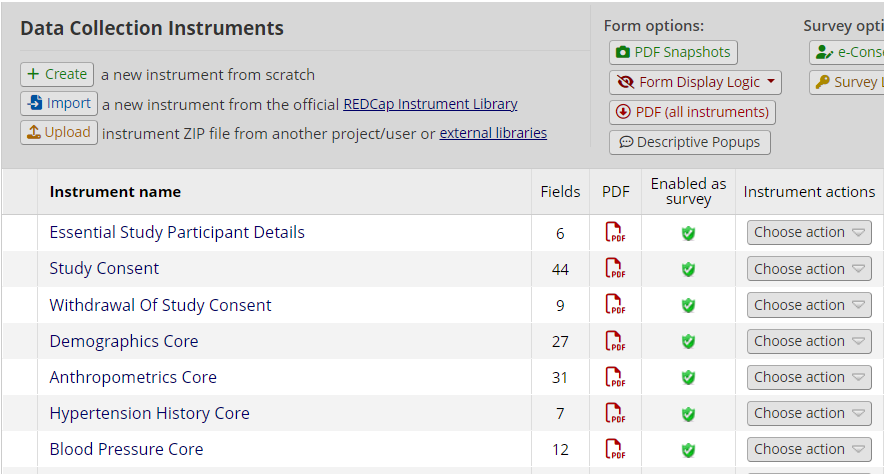 Data Collection Instruments
+ Create a new instrument from scratch
Import a new instrument from the official REDCap Instrument Library
Upload instrument ZIP file from another project/user or external libraries
Form options:
PDF Snapshots
Form Display Logic
PDF (all instruments)
Descriptive Popups
Survey opti
e-Cons
Survey L
Instrument name Fields PDF Enabled as survey Instrument actions
Essential Study Participant Details 6 PDF Choose action
Study Consent 44 PDF Choose action
Withdrawal Of Study Consent 9 PDF Choose action
Demographics Core 27 PDF Choose action
Anthropometrics Core 31 PDF Choose action
Hypertension History Core 7 PDF Choose action
Blood Pressure Core 12 PDF Choose action